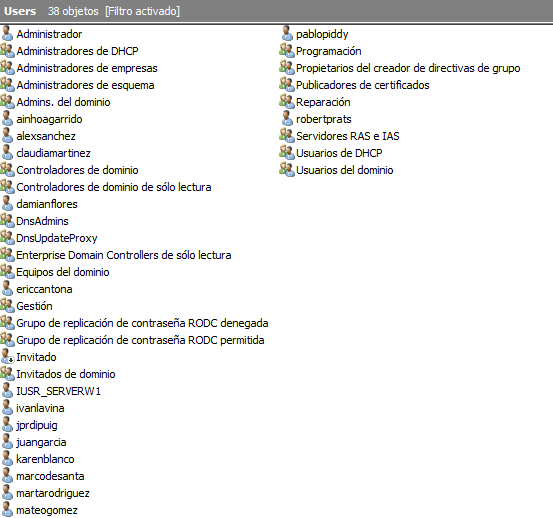 Users 38 objetos [Filtro activado]
Administrador
Administradores de DHCP
Administradores de empresas
Administradores de esquema
Admins. del dominio
ainhoagarrido
alexsanchez
claudiamartinez
Controladores de dominio
Controladores de dominio de sólo lectura
damianflores
DnsAdmins
DnsUpdateProxy
Enterprise Domain Controllers de sólo lectura
Equipos del dominio
ericcantona
Gestión
Grupo de replicación de contraseña RODC denegada
Grupo de replicación de contraseña RODC permitida
Invitado
Invitados de dominio
IUSR_SERVERW1
ivanlavina
jprdipuig
juangarcia
karenblanco
marcodesanta
martarodriguez
mateogomez
pablopiddy
Programación
Propietarios del creador de directivas de grupo
Publicadores de certificados
Reparación
robertprats
Servidores RAS e IAS
Usuarios de DHCP
Usuarios del dominio